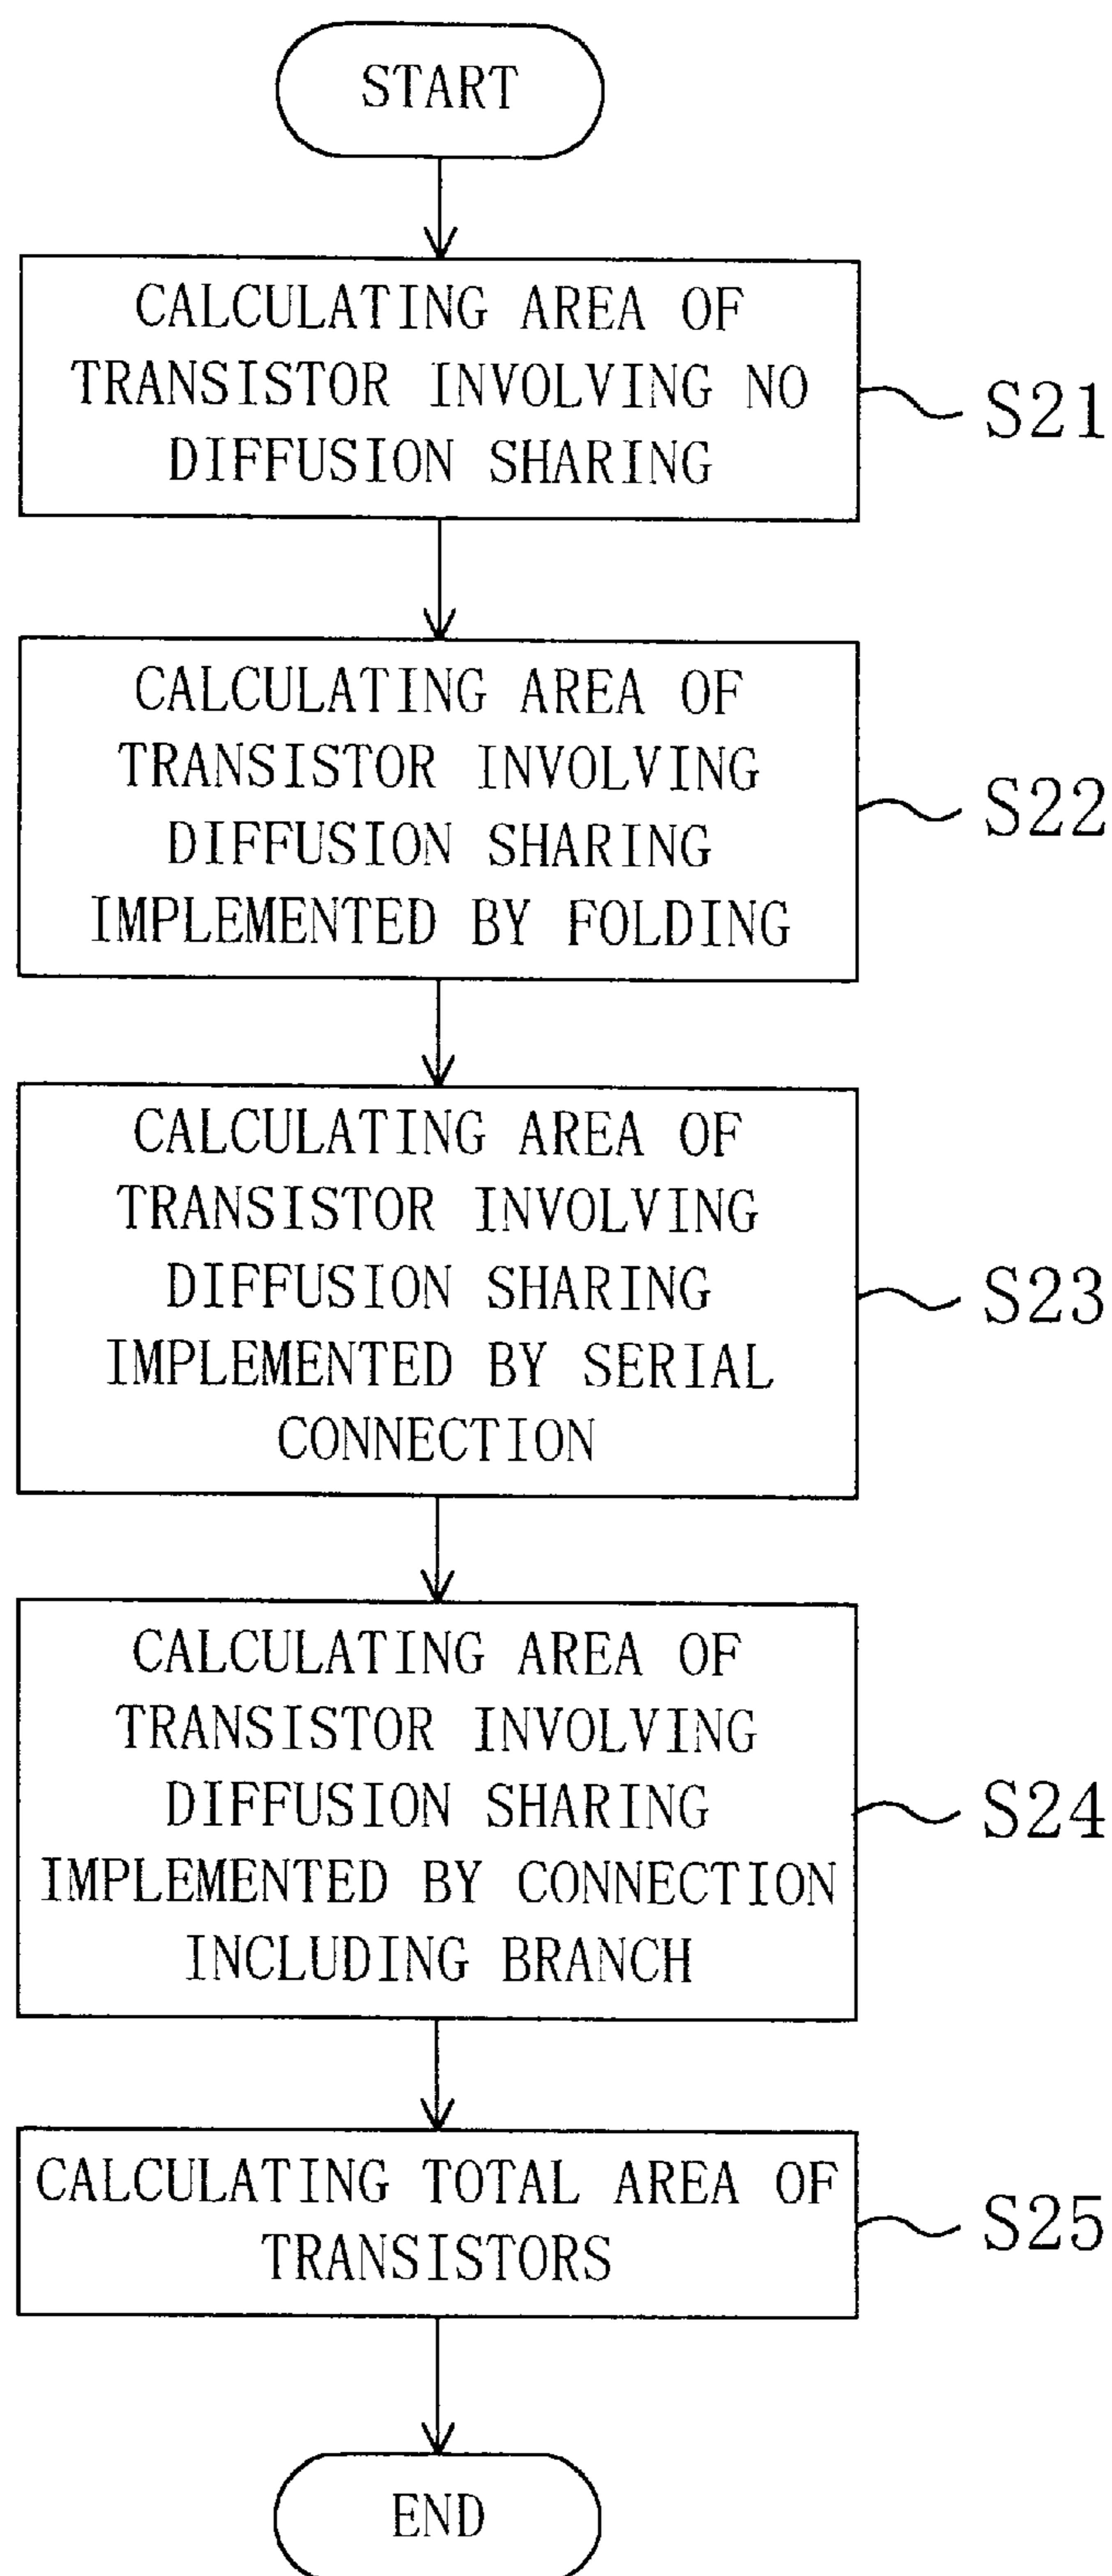 START
CALCULATING AREA OF
TRANSISTOR INVOLVING NO
DIFFUSION SHARING
S21
CALCULATING AREA OF
TRANSISTOR INVOLVING
DIFFUSION SHARING
IMPLEMENTED BY FOLDING
S22
CALCULATING AREA OF
TRANSISTOR INVOLVING
DIFFUSION SHARING
IMPLEMENTED BY SERIAL
CONNECTION
S23
CALCULATING AREA OF
TRANSISTOR INVOLVING
DIFFUSION SHARING
IMPLEMENTED BY CONNECTION
INCLUDING BRANCH
S24
CALCULATING TOTAL AREA OF
TRANSISTORS
S25
END